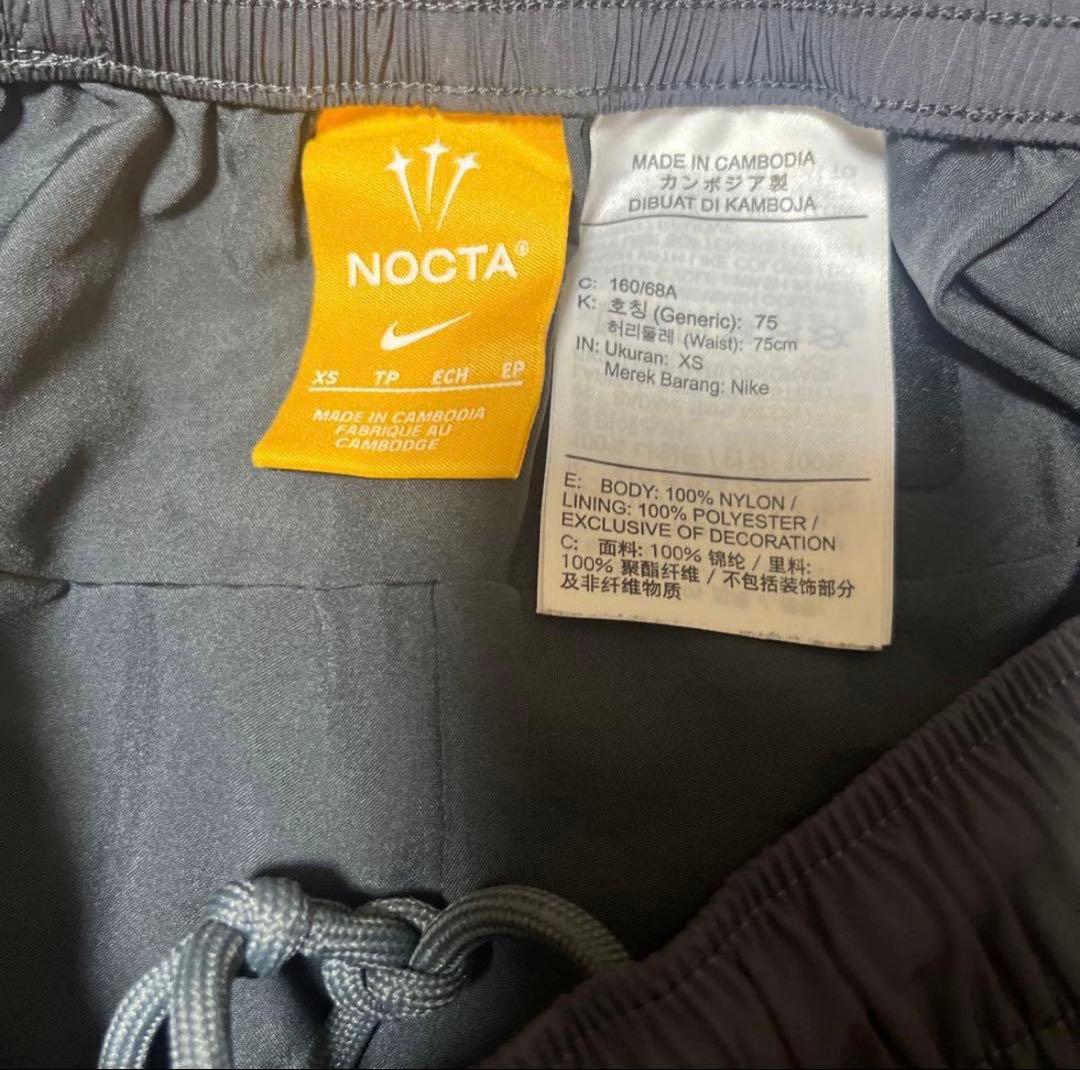 NOCTA®
XS TP ECH EP
MADE IN CAMBODIA
FABRIQUÉ AU
CAMBODGE
MADE IN CAMBODIA
カンボジア製
DIBUAT DI KAMBOJA
C: 160/68A
K: 호칭 (Generic): 75
허리둘레 (Waist): 75cm
IN: Ukuran: XS
Merek Barang: Nike
E: BODY: 100% NYLON /
LINING: 100% POLYESTER /
EXCLUSIVE OF DECORATION
C: 面料: 100% 锦纶 / 里料:
100% 聚酯纤维 / 不包括装饰部分
及非纤维物质